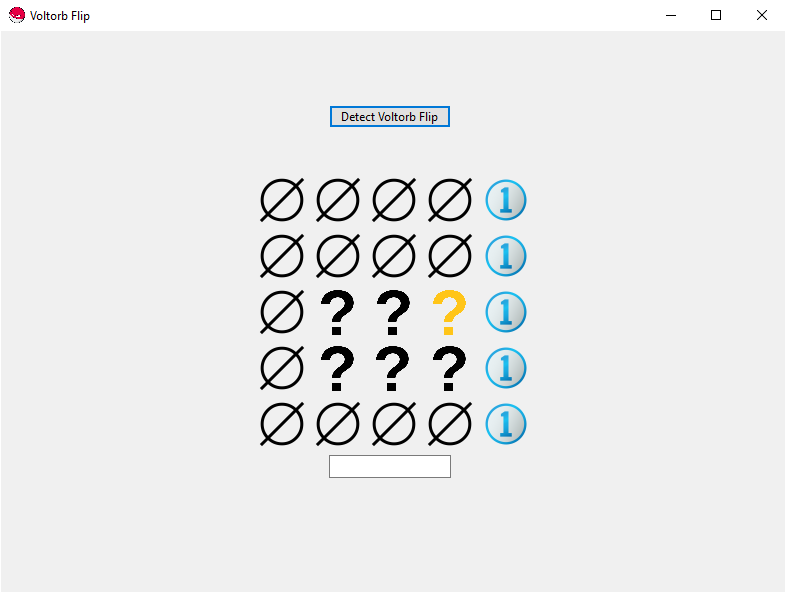 Voltorb Flip
Detect Voltorb Flip
∅ ∅ ∅ ∅ 1
∅ ∅ ∅ ∅ 1
∅ ? ? ? 1
∅ ? ? ? 1
∅ ∅ ∅ ∅ 1